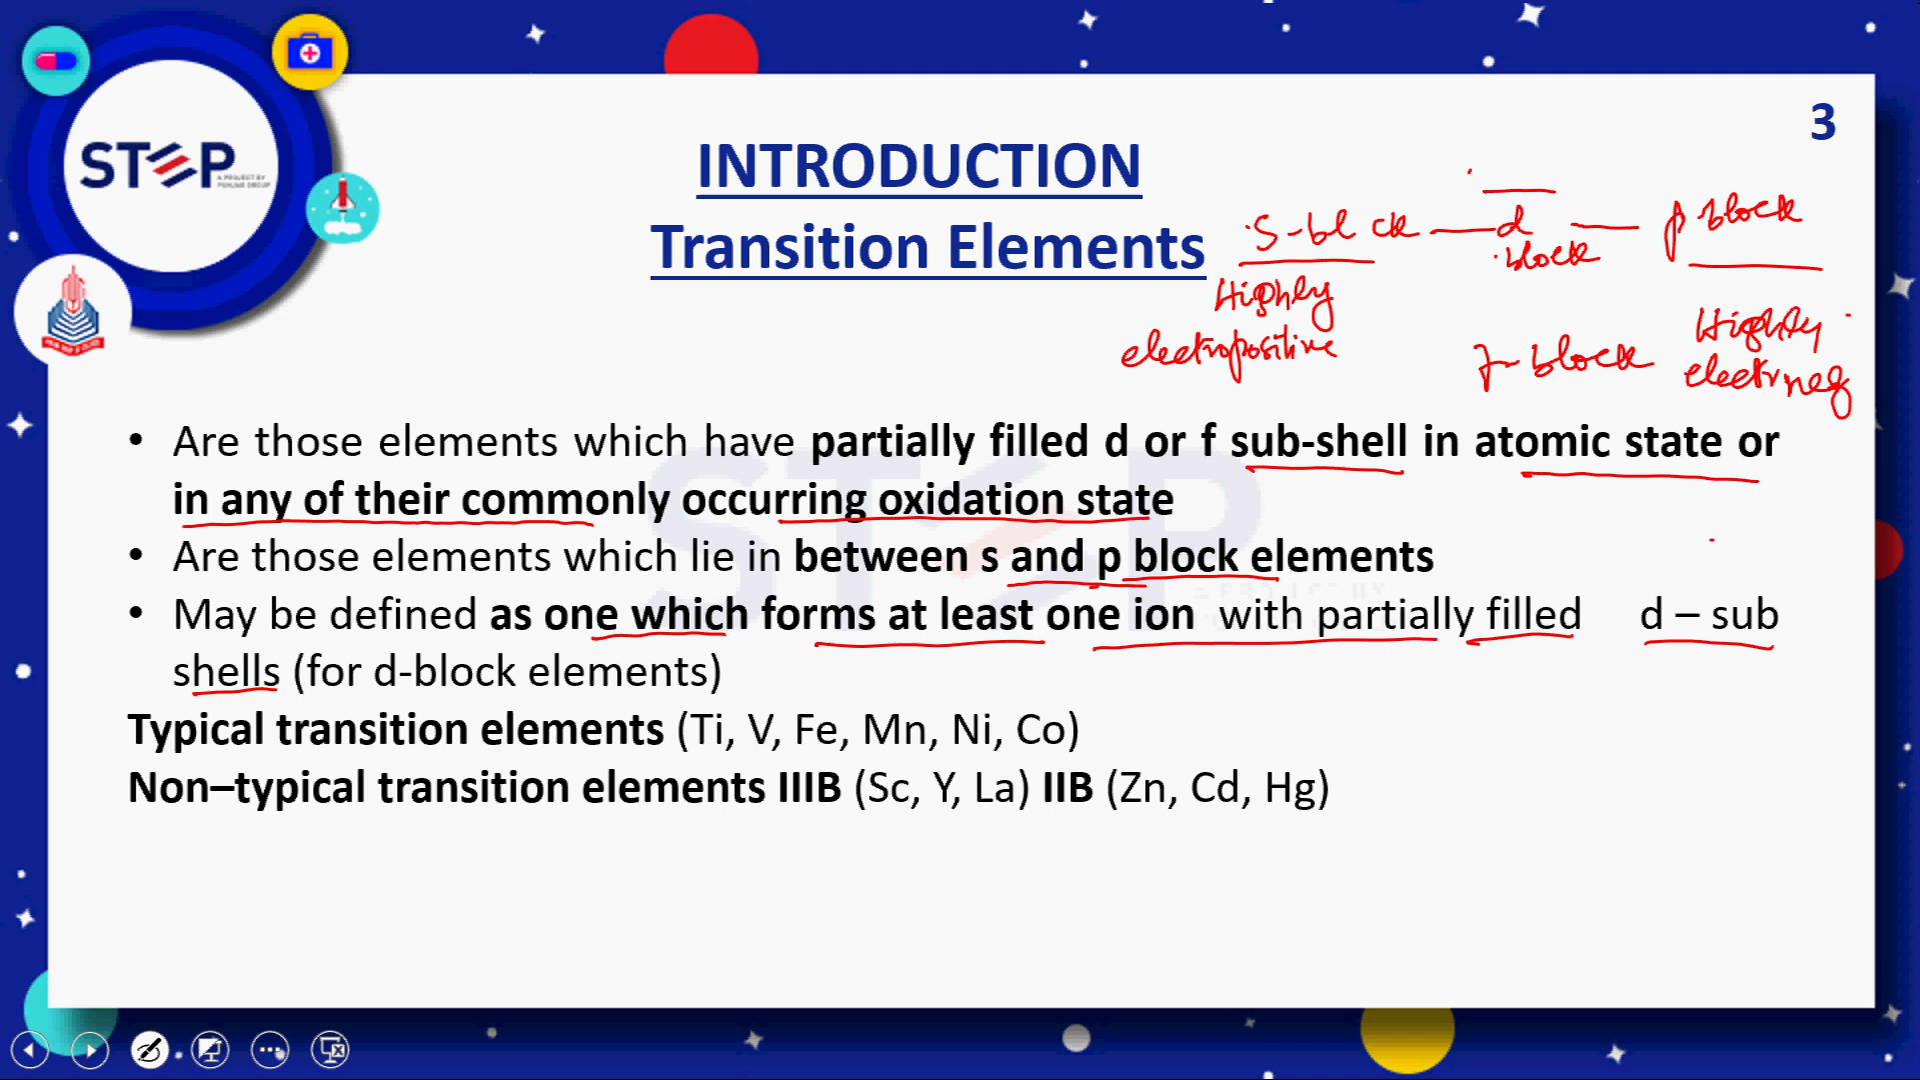 STEP
A PROJECT BY
PUNJAB GROUP
3
INTRODUCTION
Transition Elements
s-block — d block — p block
Highly electropositive
f-block
Highly electroneg
• Are those elements which have partially filled d or f sub-shell in atomic state or
in any of their commonly occurring oxidation state
• Are those elements which lie in between s and p block elements
• May be defined as one which forms at least one ion with partially filled d – sub
shells (for d-block elements)
Typical transition elements (Ti, V, Fe, Mn, Ni, Co)
Non–typical transition elements IIIB (Sc, Y, La) IIB (Zn, Cd, Hg)